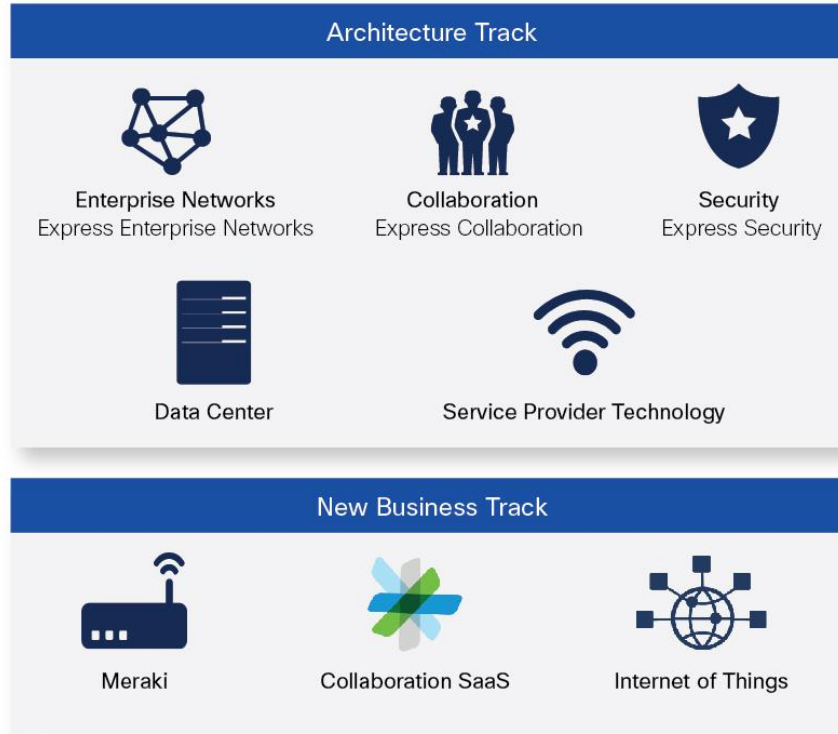 Architecture Track
Enterprise Networks
Express Enterprise Networks
Collaboration
Express Collaboration
Security
Express Security
Data Center
Service Provider Technology
New Business Track
Meraki
Collaboration SaaS
Internet of Things